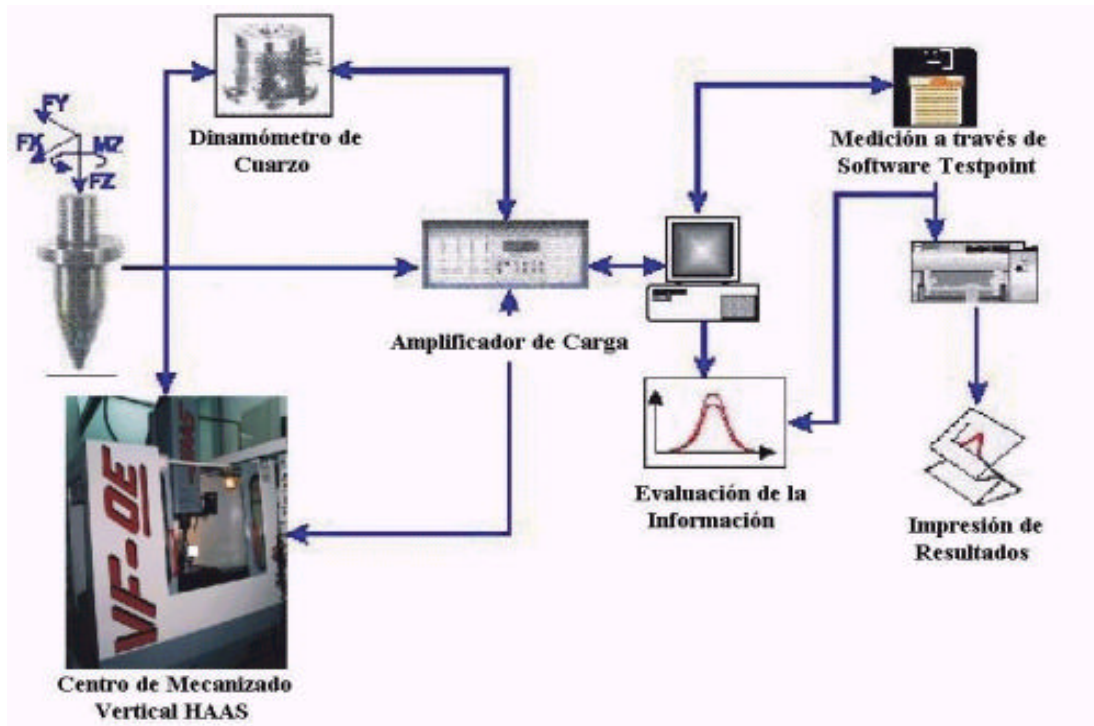 FY
FX
MZ
FZ
Dinamómetro de
Cuarzo
Medición a través de
Software Testpoint
Amplificador de Carga
Evaluación de la
Información
Impresión de
Resultados
HAAS
VF-OE
Centro de Mecanizado
Vertical HAAS